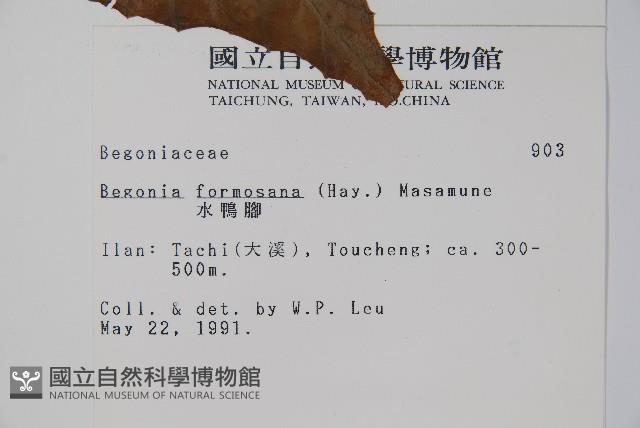 國立自 學博物館
NATIONAL MUSEUM NATURAL SCIENCE
TAICHUNG, TAIWAN, CHINA
Begoniaceae 903
Begonia formosana (Hay.) Masamune
水鴨腳
Ilan: Tachi(大溪), Toucheng; ca. 300-
500m.
Coll. & det. by W.P. Leu
May 22, 1991.
國立自然科學博物館
NATIONAL MUSEUM OF NATURAL SCIENCE